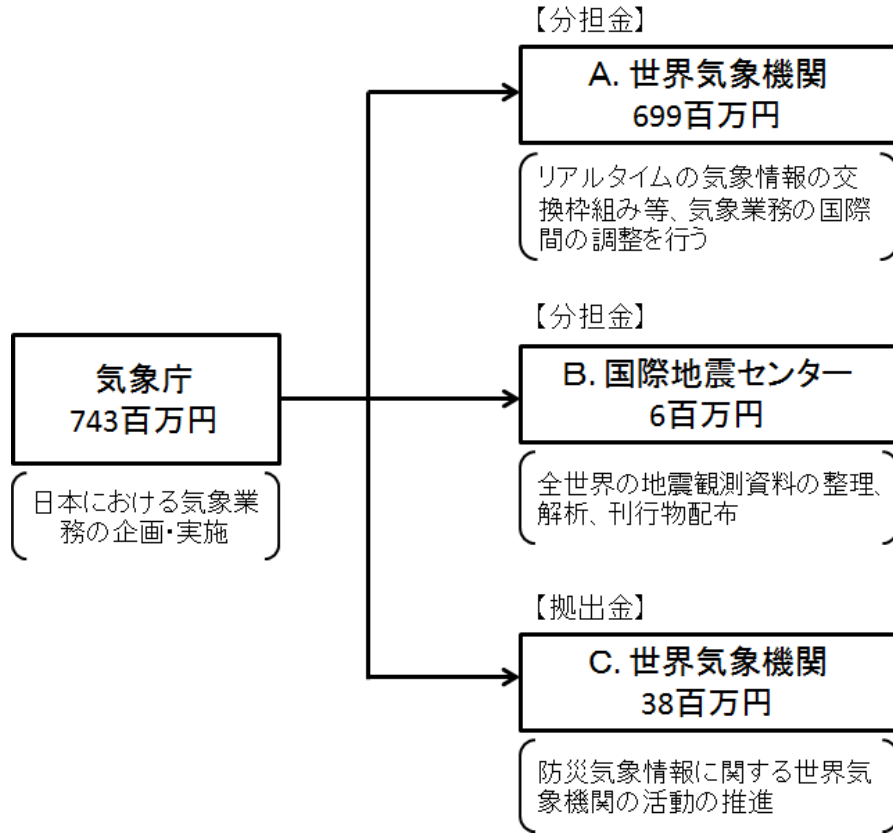 【分担金】
A. 世界気象機関
699百万円
リアルタイムの気象情報の交
換枠組み等、気象業務の国際
間の調整を行う
【分担金】
気象庁
743百万円
日本における気象業
務の企画・実施
B. 国際地震センター
6百万円
全世界の地震観測資料の整理、
解析、刊行物配布
【拠出金】
C. 世界気象機関
38百万円
防災気象情報に関する世界気
象機関の活動の推進